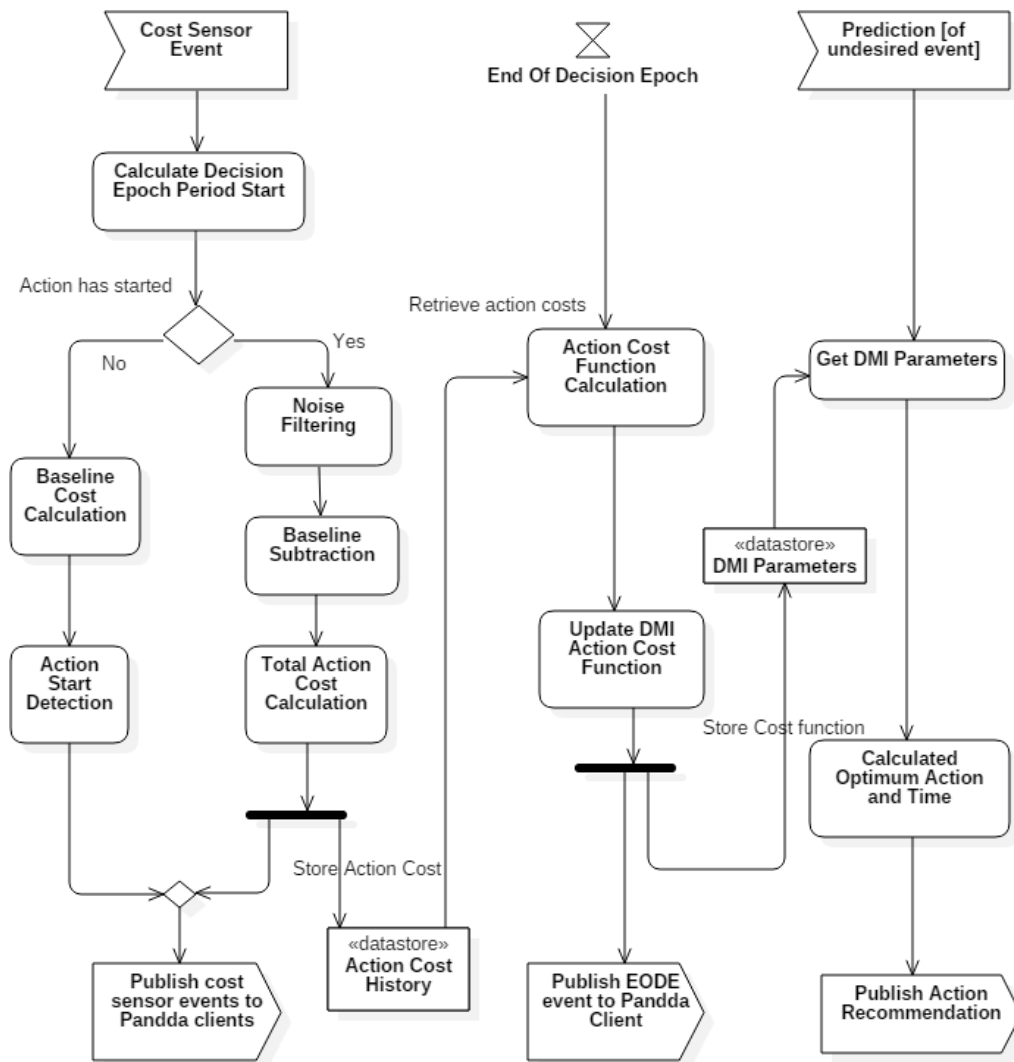 Cost Sensor
Event
Calculate Decision
Epoch Period Start
Action has started
No
Yes
Baseline
Cost
Calculation
Action
Start
Detection
Noise
Filtering
Baseline
Subtraction
Total Action
Cost
Calculation
Store Action Cost
«datastore»
Action Cost
History
Publish cost
sensor events to
Pandda clients
End Of Decision Epoch
Retrieve action costs
Action Cost
Function
Calculation
Update DMI
Action Cost
Function
Store Cost function
«datastore»
DMI Parameters
Publish EODE
event to Pandda
Client
Prediction [of
undesired event]
Get DMI Parameters
Calculated
Optimum Action
and Time
Publish Action
Recommendation